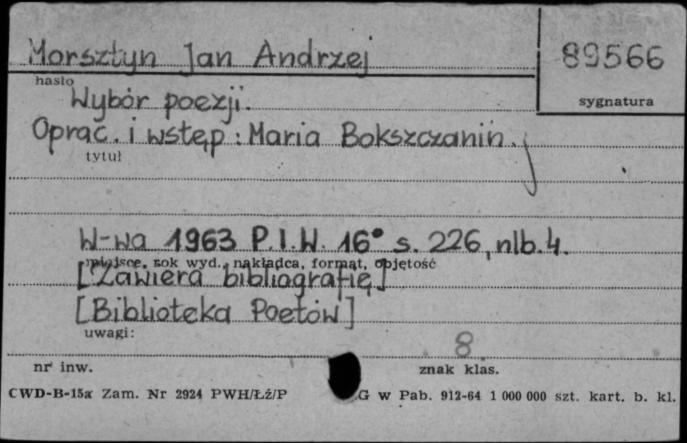 Morsztyn Jan Andrzej
89566
hasło
sygnatura
Wybór poezji.
Oprac. i wstęp: Maria Bokszczanin.
tytuł
W-wa 1963 P.I.W. 16° s. 226, nlb. 4.
miejsce, rok wyd., nakładca, format, objętość
[Zawiera bibliografię]
[Biblioteka Poetów]
uwagi:
8
nr inw.
znak klas.
CWD-B-15a Zam. Nr 2924 PWH/Łź/P G w Pab. 912-64 1 000 000 szt. kart. b. kl.